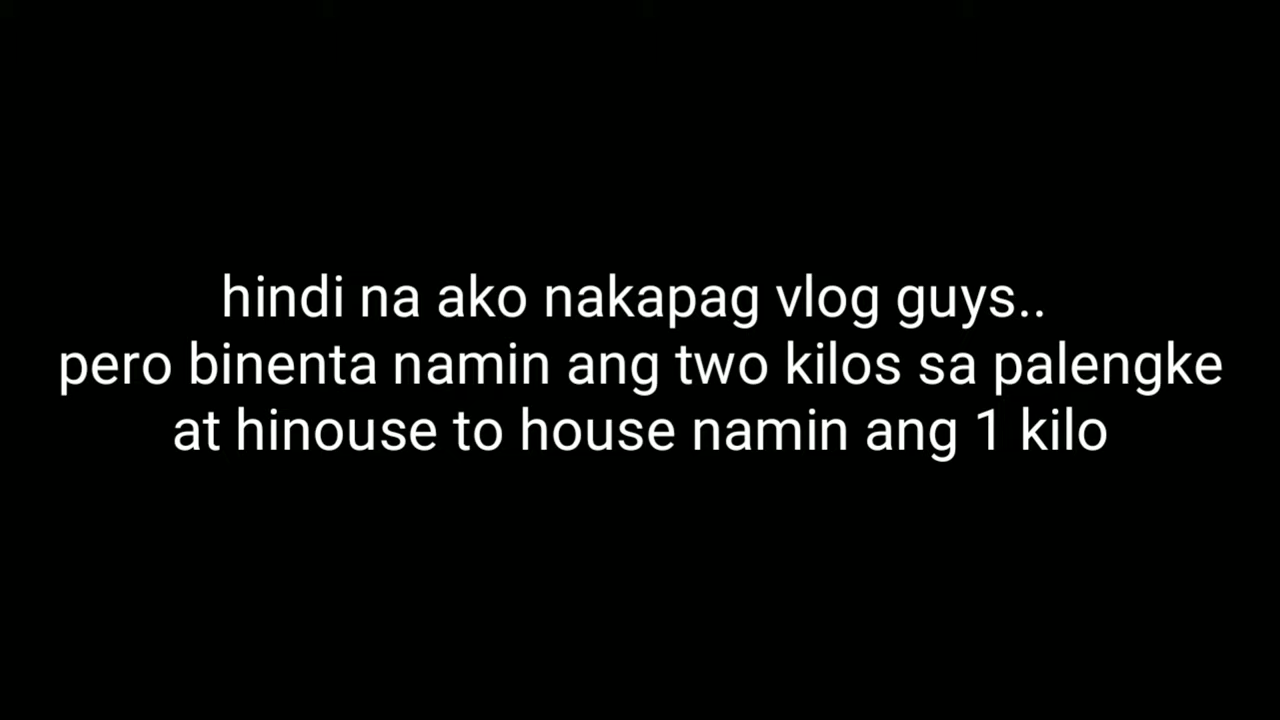 hindi na ako nakapag vlog guys..
pero binenta namin ang two kilos sa palengke
at hinouse to house namin ang 1 kilo